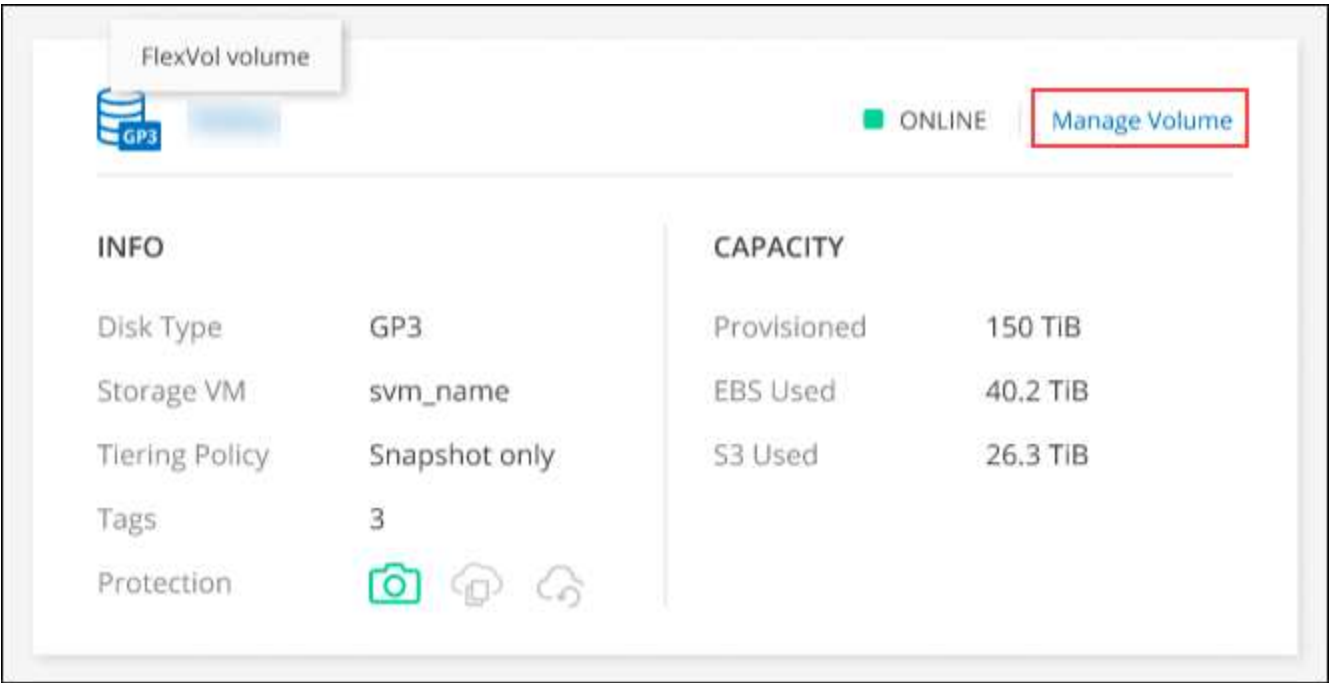 FlexVol volume
GP3
ONLINE
Manage Volume
INFO
Disk Type GP3
Storage VM svm_name
Tiering Policy Snapshot only
Tags 3
Protection
CAPACITY
Provisioned 150 TiB
EBS Used 40.2 TiB
S3 Used 26.3 TiB